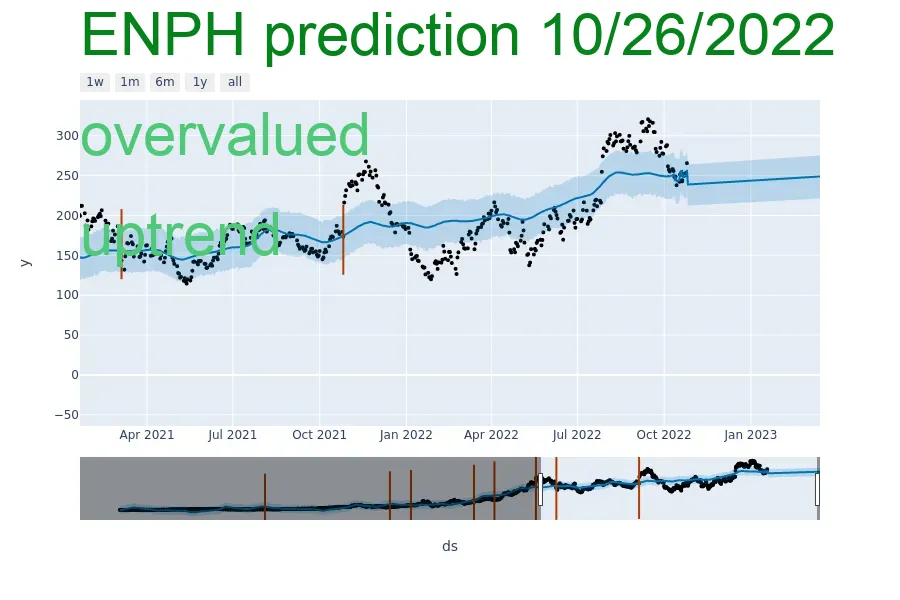 ENPH prediction 10/26/2022
1w 1m 6m 1y all
overvalued
uptrend
300
250
200
150
100
50
0
−50
y
Apr 2021 Jul 2021 Oct 2021 Jan 2022 Apr 2022 Jul 2022 Oct 2022 Jan 2023
ds